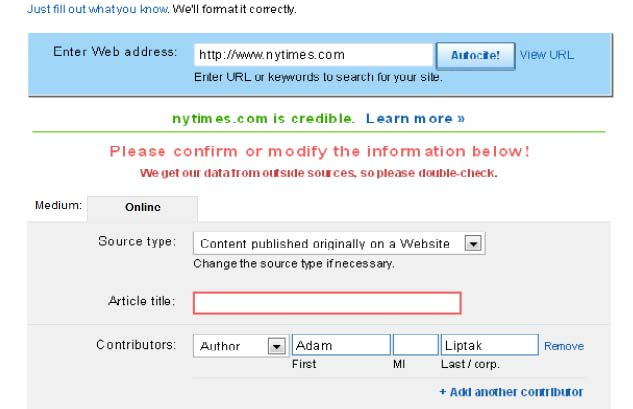 Just fill out what you know. We'll format it correctly.
Enter Web address: http://www.nytimes.com Autocite! View URL
Enter URL or keywords to search for your site.
nytimes.com is credible. Learn more »
Please confirm or modify the information below!
We get our data from outside sources, so please double-check.
Medium: Online
Source type: Content published originally on a Website
Change the source type if necessary.
Article title:
Contributors: Author Adam Liptak Remove
First MI Last / corp.
+ Add another contributor